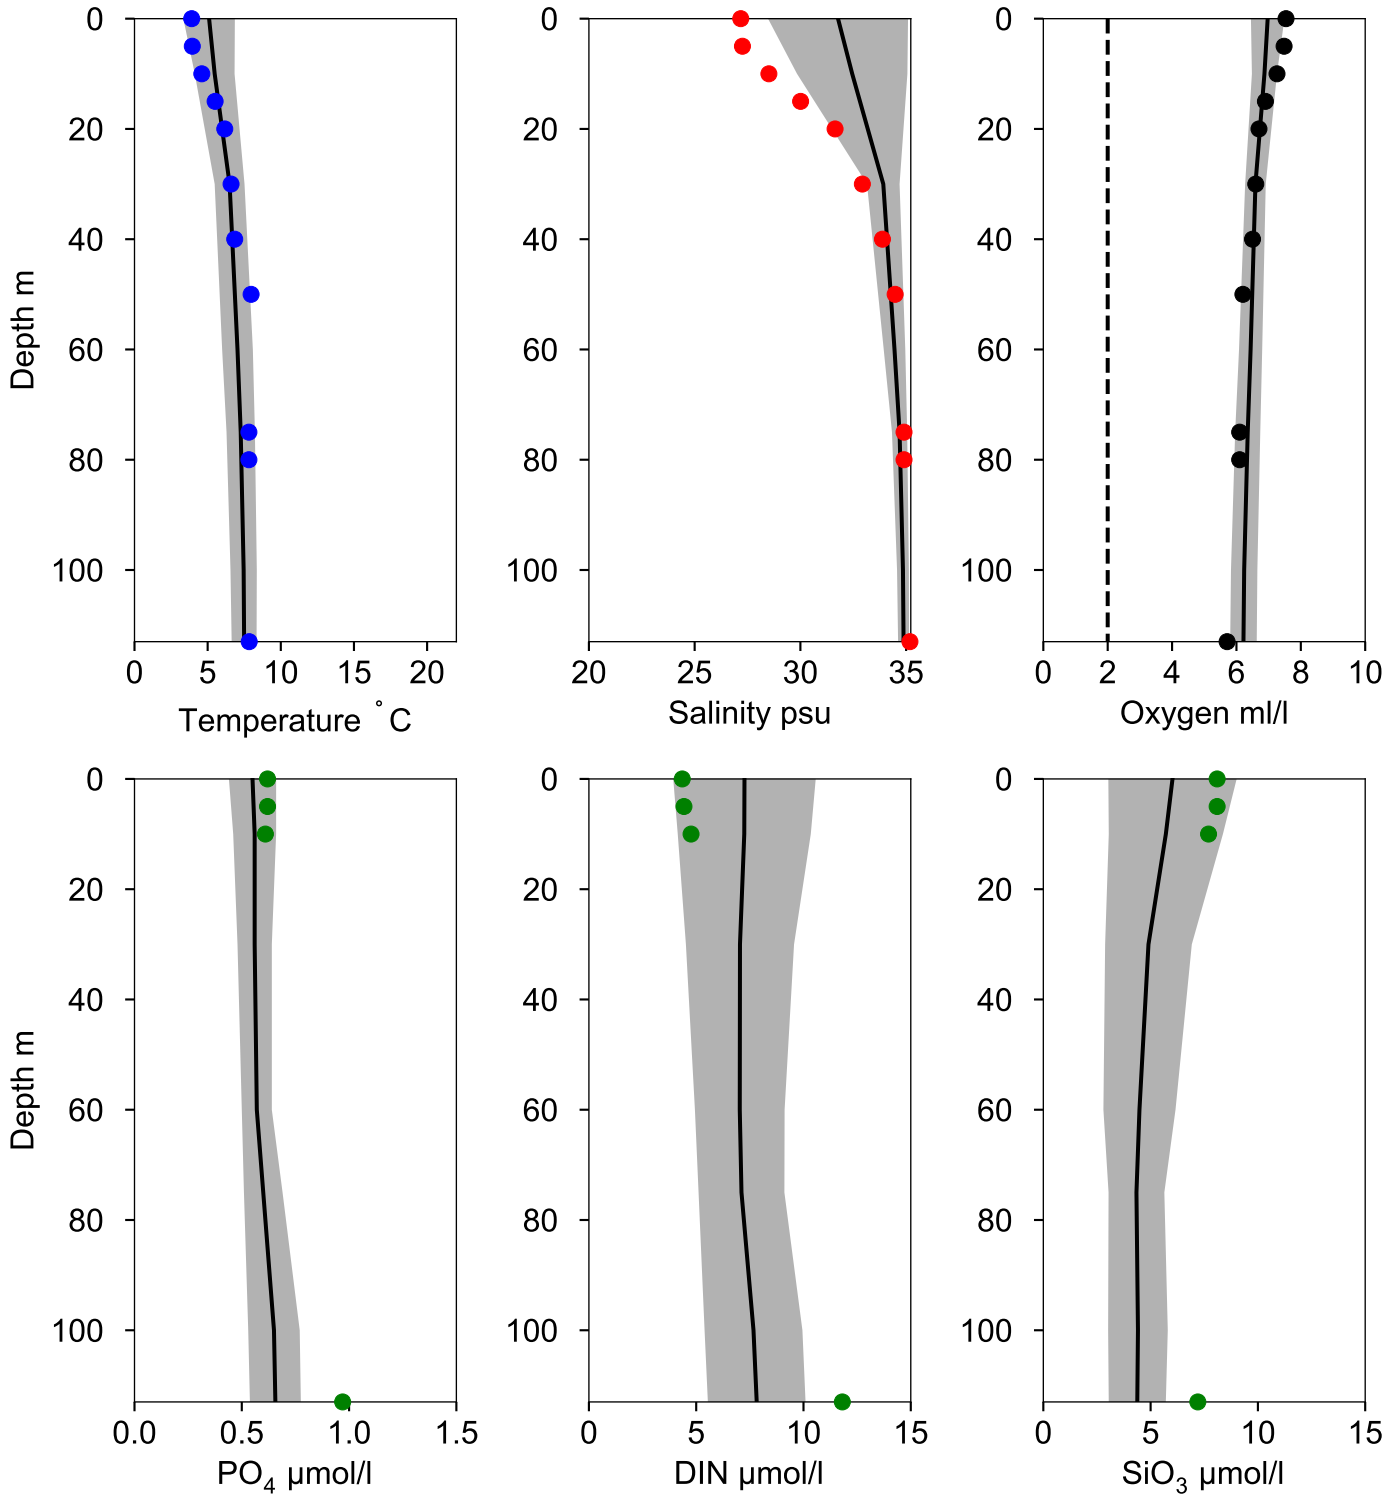 0 0 0
20 20 20
40 40 40
Depth m
60 60 60
80 80 80
100 100 100
0 5 10 15 20 20 25 30 35 0 2 4 6 8 10
Temperature ˚C Salinity psu Oxygen ml/l
0 0 0
20 20 20
40 40 40
Depth m
60 60 60
80 80 80
100 100 100
0.0 0.5 1.0 1.5 0 5 10 15 0 5 10 15
PO₄ µmol/l DIN µmol/l SiO₃ µmol/l